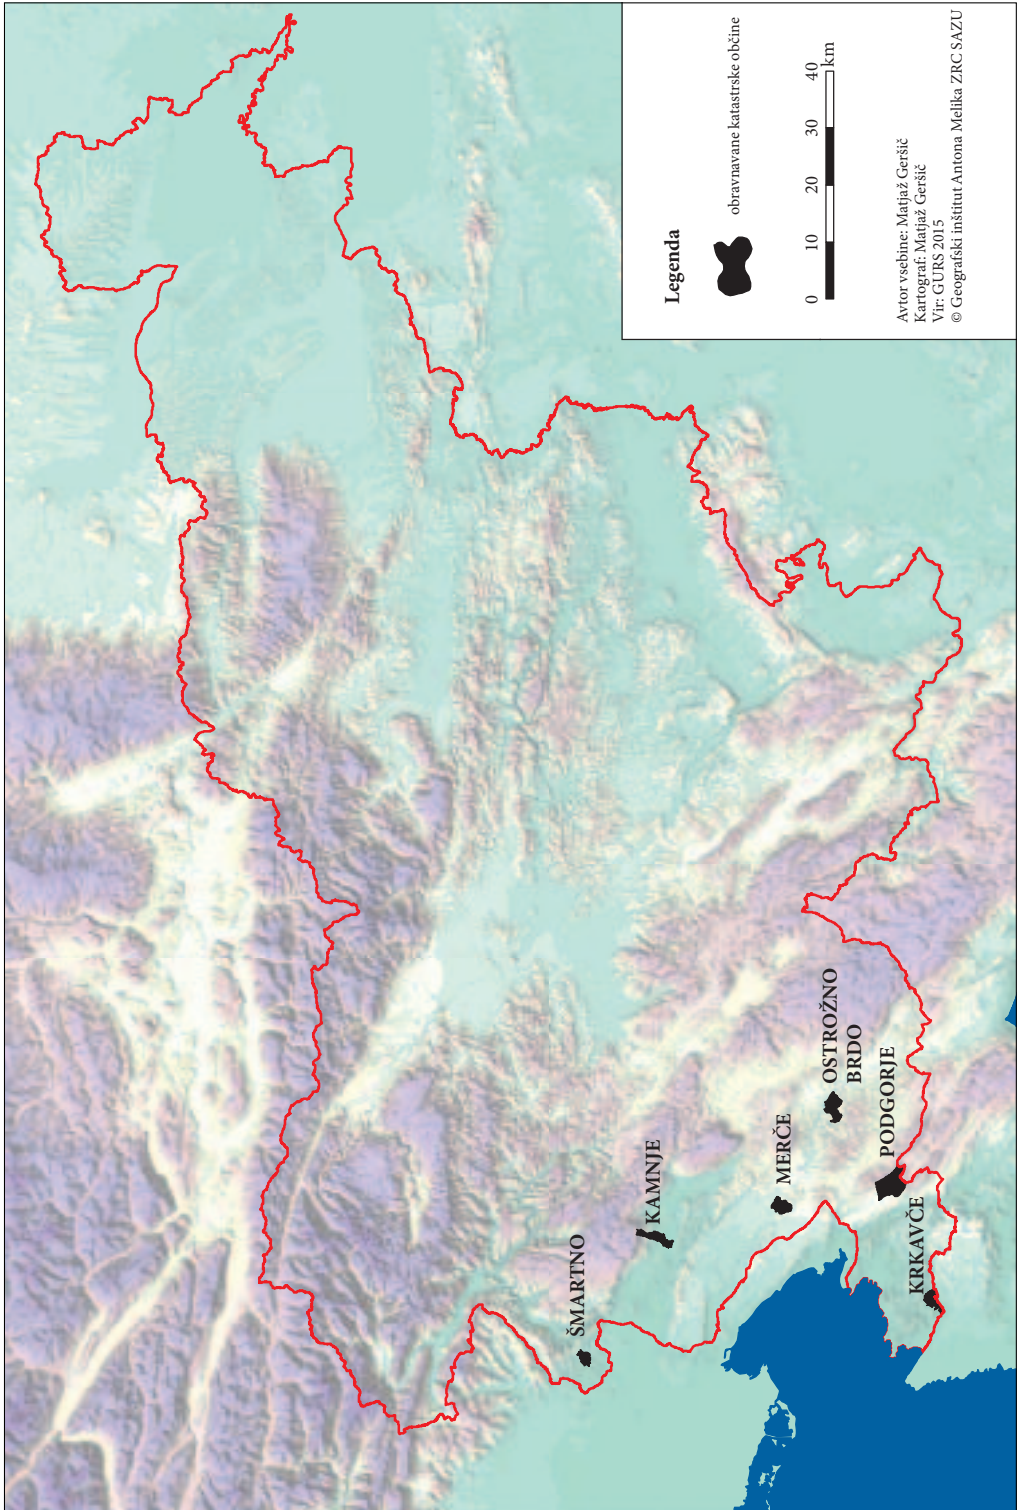 ŠMARTNO
KAMNJE
MERČE
OSTROŽNO
BRDO
PODGORJE
KRKAVČE
Legenda
obravnavane katastrske občine
0 10 20 30 40
km
Avtor vsebine: Matjaž Geršič
Kartograf: Matjaž Geršič
Vir: GURS 2015
© Geografski inštitut Antona Melika ZRC SAZU